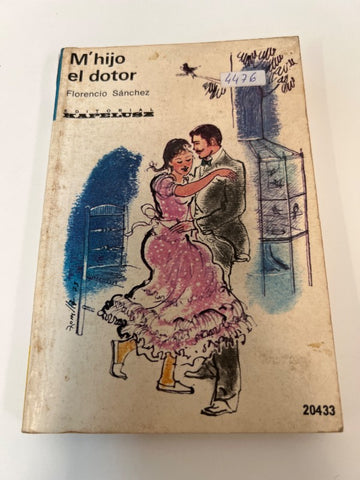 M'hijo
el dotor
Florencio Sánchez
EDITORIAL
KAPELUSZ
4476
20433